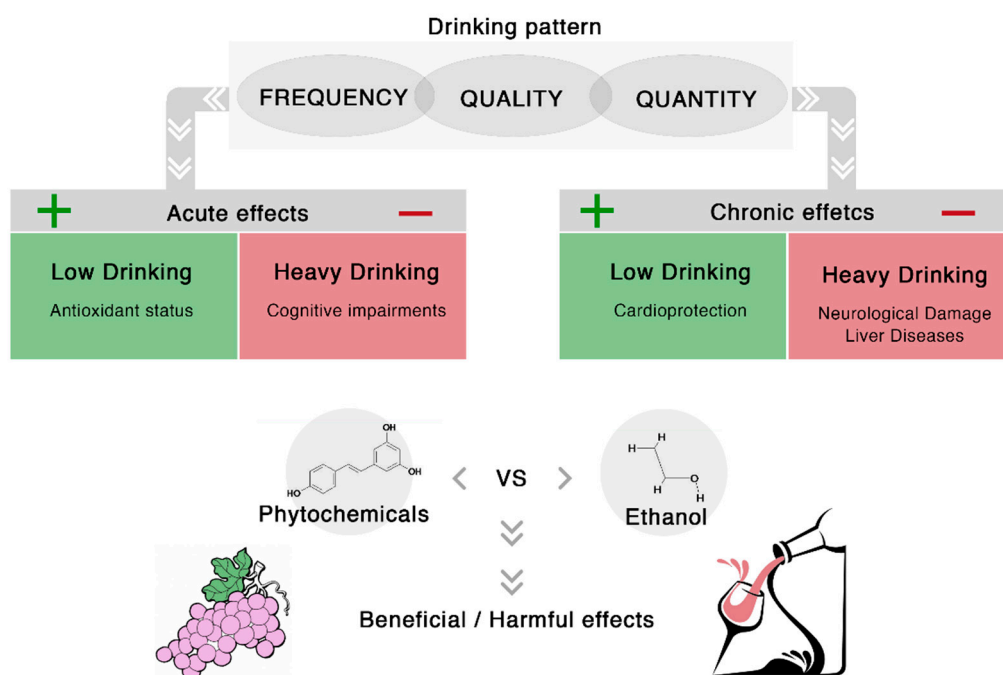 Drinking pattern
FREQUENCY QUALITY QUANTITY
+ Acute effects −
Low Drinking
Antioxidant status
Heavy Drinking
Cognitive impairments
+ Chronic effetcs −
Low Drinking
Cardioprotection
Heavy Drinking
Neurological Damage
Liver Diseases
OH
OH
HO
Phytochemicals
VS
H
H
H
O
H
Ethanol
Beneficial / Harmful effects